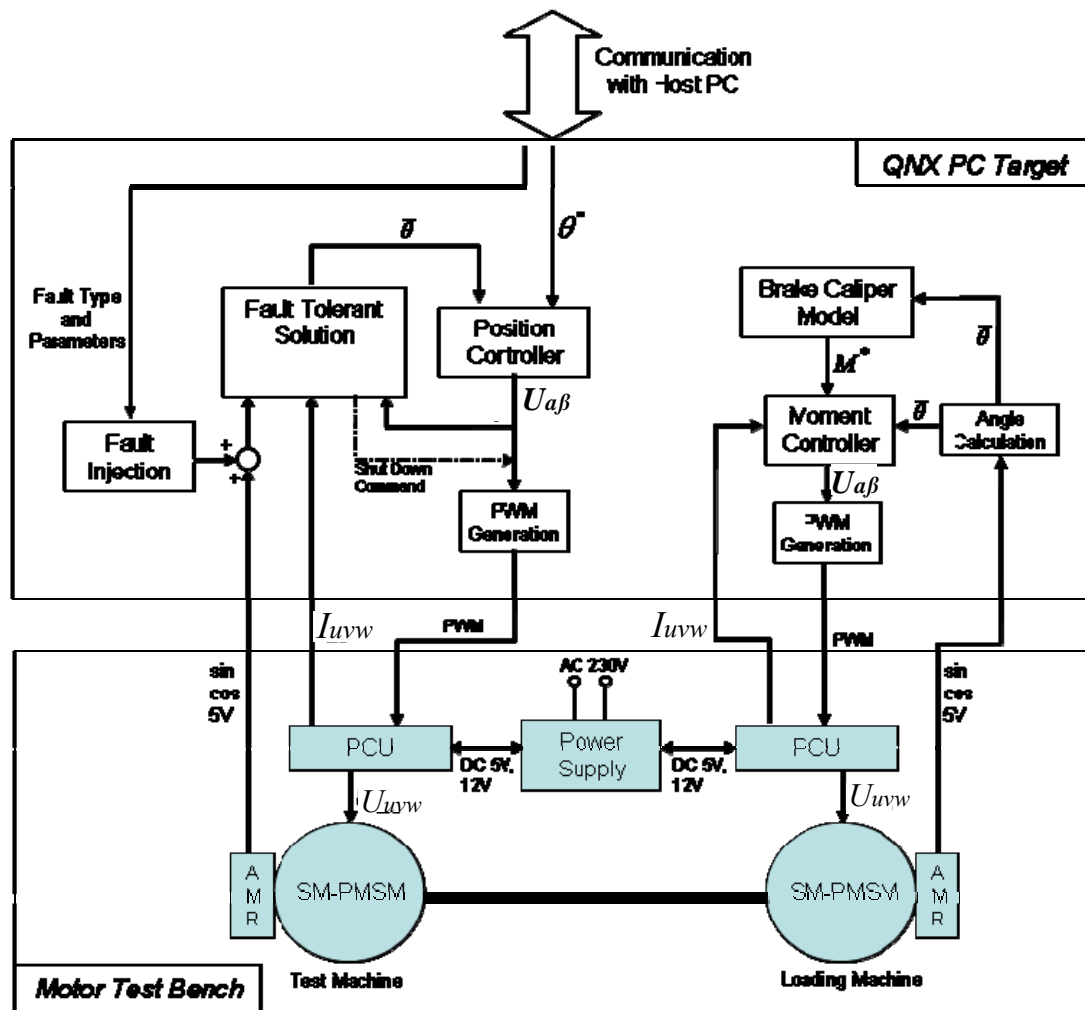 Communication
with Host PC
QNX PC Target
θ̅
θ*
Fault Type
and
Parameters
Fault Tolerant
Solution
Position
Controller
Brake Caliper
Model
θ̅
M*
Uaβ
Fault
Injection
+
+
Shut Down
Command
Moment
Controller
θ̅
Angle
Calculation
Uaβ
PWM
Generation
PWM
Generation
Iuvw
PWM
Iuvw
PWM
sin
cos
5V
AC 230V
sin
cos
5V
PCU
DC 5V,
12V
Power
Supply
DC 5V,
12V
PCU
Uuvw
Uuvw
A
M
R
SM-PMSM
SM-PMSM
A
M
R
Test Machine
Loading Machine
Motor Test Bench